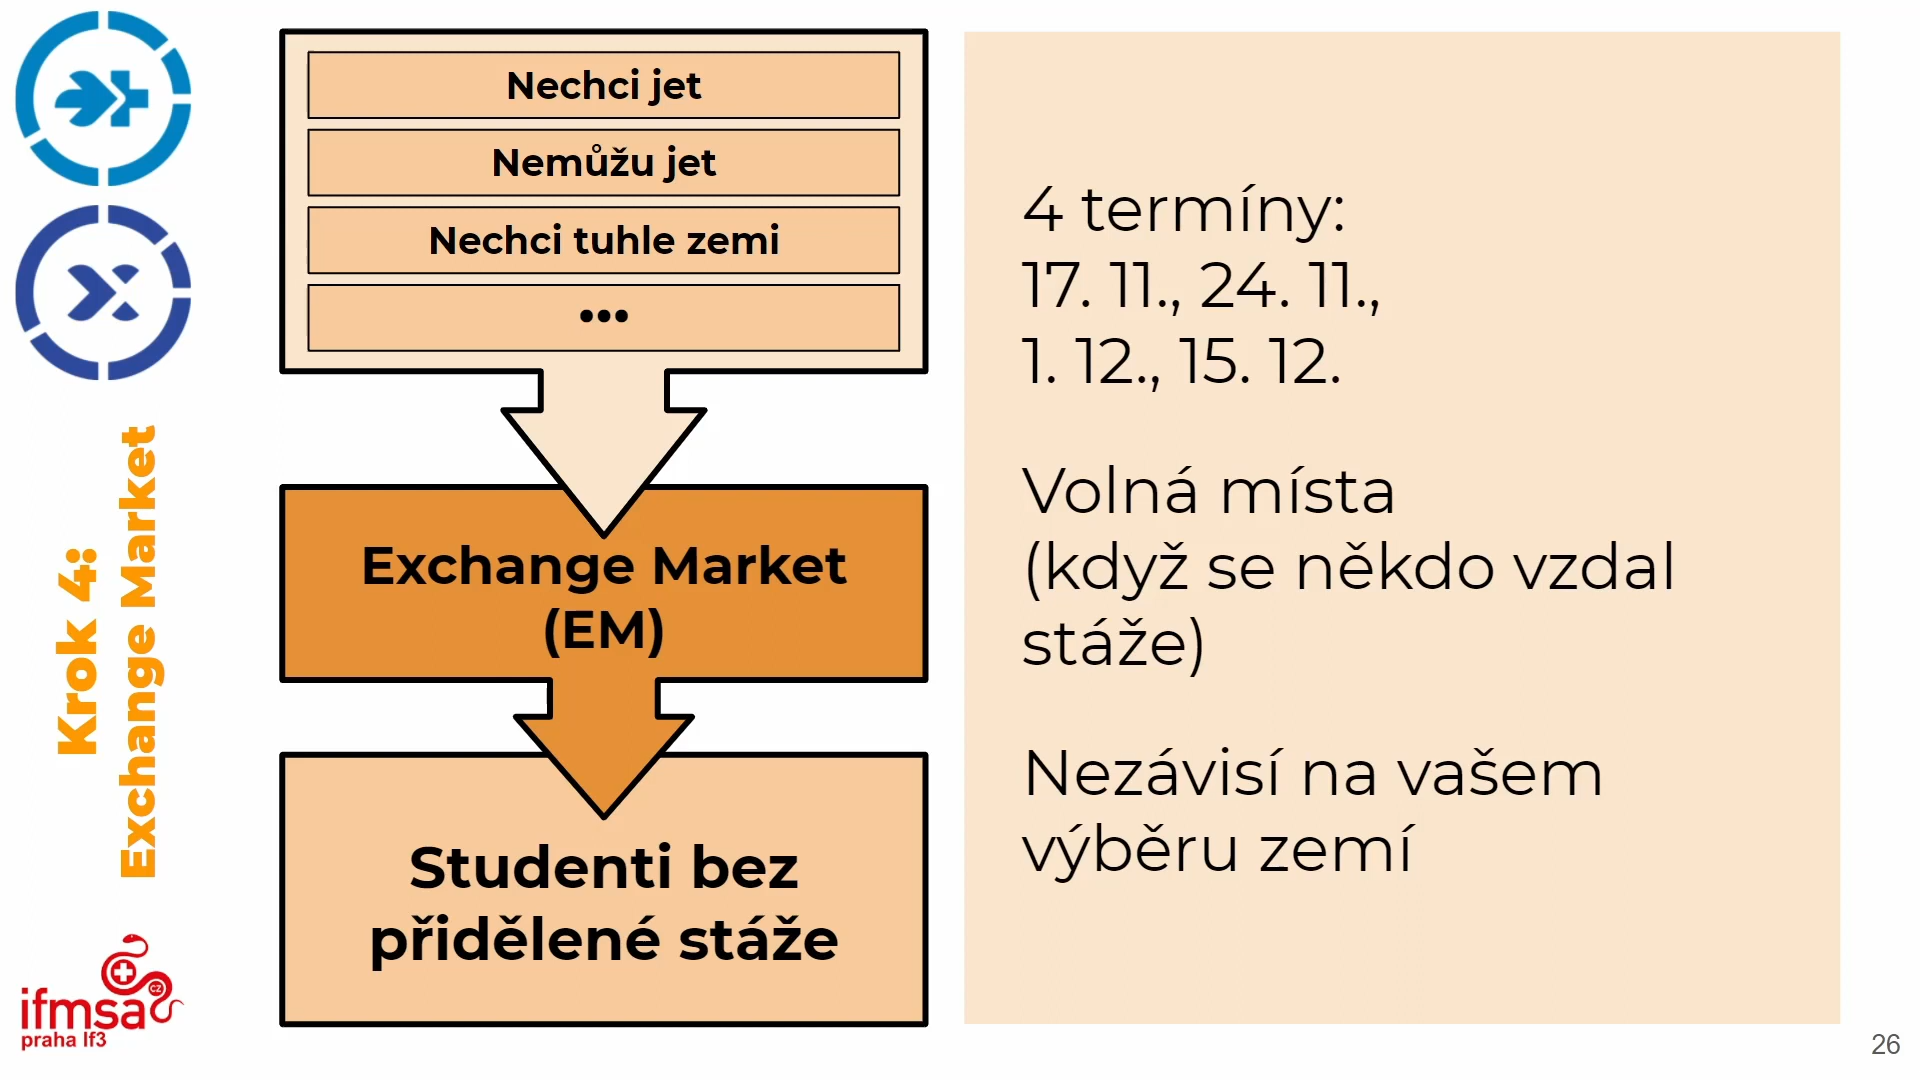 Krok 4:
Exchange Market
Nechci jet
Nemůžu jet
Nechci tuhle zemi
...
Exchange Market
(EM)
Studenti bez
přidělené stáže
4 termíny:
17. 11., 24. 11.,
1. 12., 15. 12.
Volná místa
(když se někdo vzdal
stáže)
Nezávisí na vašem
výběru zemí
CZ
ifmsa
praha lf3
26